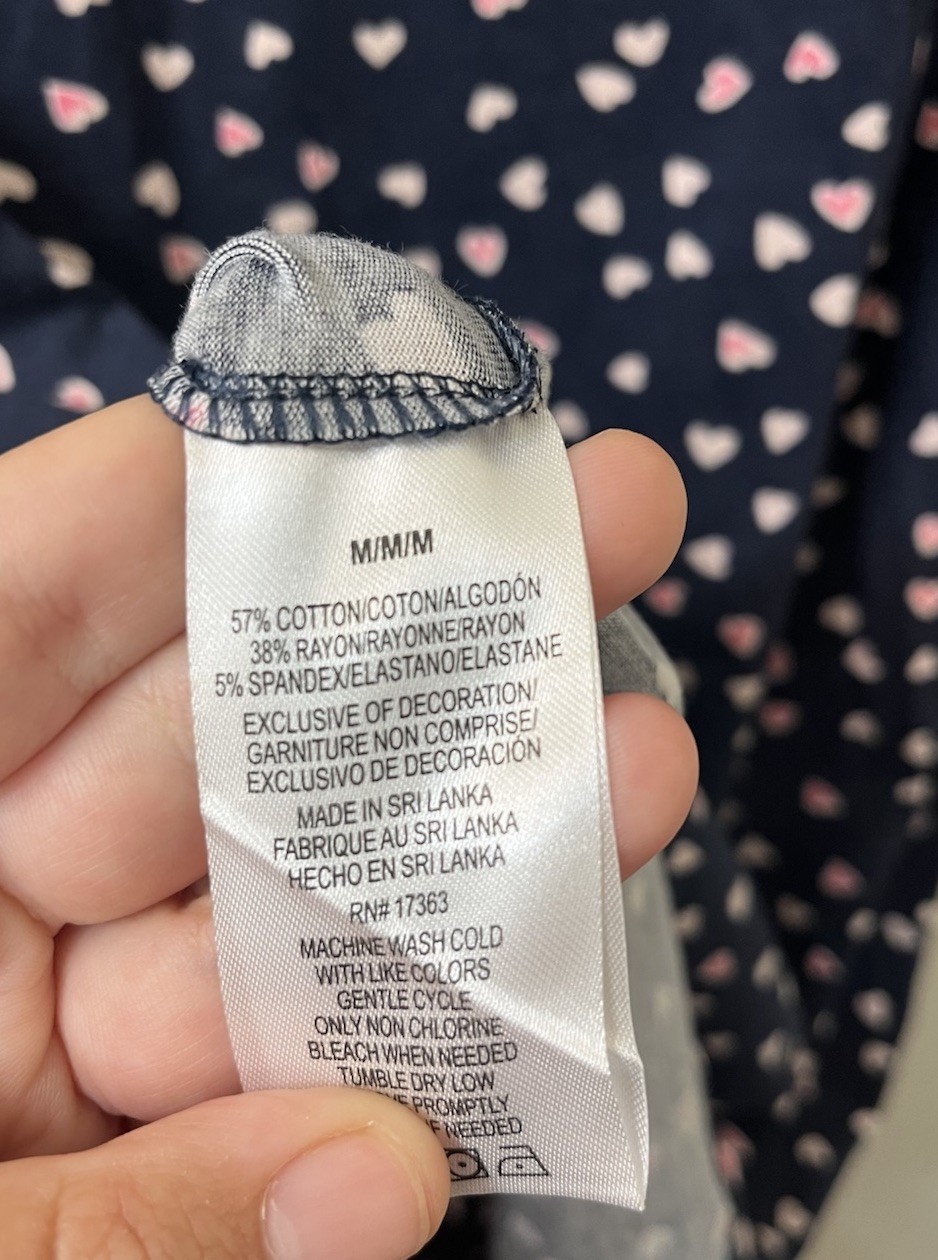 M/M/M
57% COTTON/COTON/ALGODÓN
38% RAYON/RAYONNE/RAYON
5% SPANDEX/ELASTANO/ELASTANE
EXCLUSIVE OF DECORATION/
GARNITURE NON COMPRISE/
EXCLUSIVO DE DECORACIÓN
MADE IN SRI LANKA
FABRIQUE AU SRI LANKA
HECHO EN SRI LANKA
RN# 17363
MACHINE WASH COLD
WITH LIKE COLORS
GENTLE CYCLE
ONLY NON CHLORINE
BLEACH WHEN NEEDED
TUMBLE DRY LOW
PROMPTLY
NEEDED